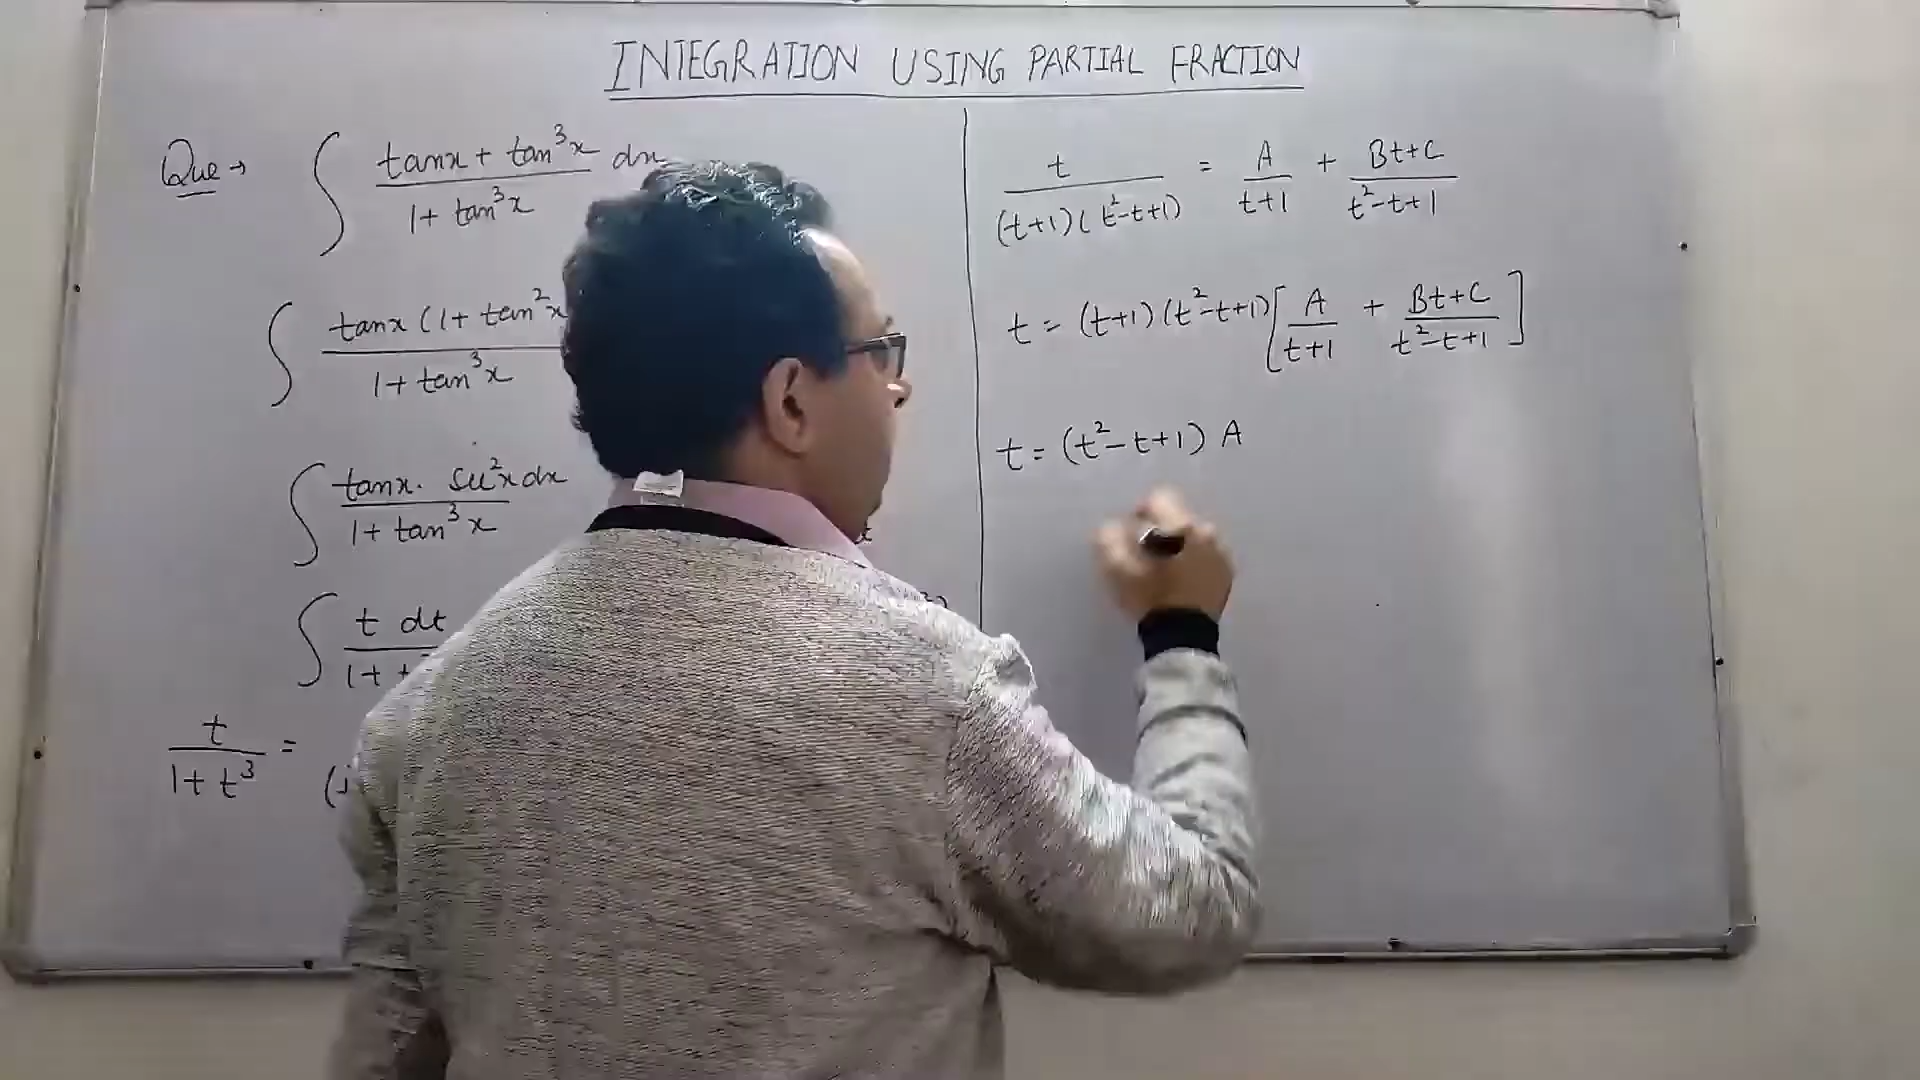 INTEGRATION USING PARTIAL FRACTION
Que → ∫ (tanx + tan³x)/(1 + tan³x) dx
∫ tanx (1 + tan²x / (1 + tan³x)
∫ tanx. sec²x dx / (1 + tan³x)
∫ t dt / 1 +
t/(1 + t³) =
t/((t+1)(t²-t+1)) = A/(t+1) + (Bt+C)/(t²-t+1)
t = (t+1)(t²-t+1) [A/(t+1) + (Bt+C)/(t²-t+1)]
t = (t²-t+1) A